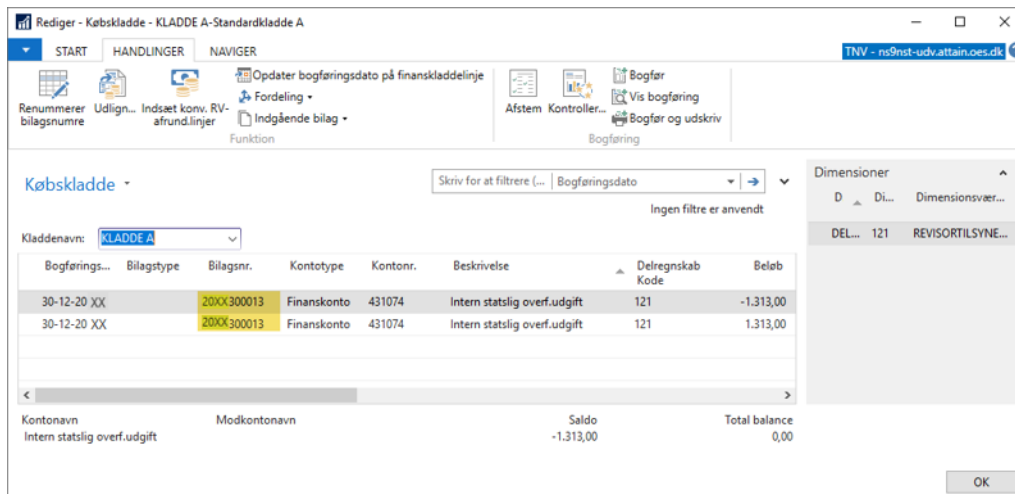 Rediger - Købskladde - KLADDE A-Standardkladde A
START HANDLINGER NAVIGER
TNV - ns9nst-udv.attain.oes.dk
Renummerer bilagsnumre
Udlign...
Indsæt konv. RV-afrund.linjer
Opdater bogføringsdato på finanskladdelinje
Fordeling
Indgående bilag
Funktion
Afstem
Kontroller...
Bogfør
Vis bogføring
Bogfør og udskriv
Bogføring
Købskladde
Skriv for at filtrere (... Bogføringsdato
Ingen filtre er anvendt
Kladdenavn: KLADDE A
Bogførings... Bilagstype Bilagsnr. Kontotype Kontonr. Beskrivelse Delregnskab Kode Beløb
30-12-20 XX 20XX300013 Finanskonto 431074 Intern statslig overf.udgift 121 -1.313,00
30-12-20 XX 20XX300013 Finanskonto 431074 Intern statslig overf.udgift 121 1.313,00
Kontonavn Modkontonavn Saldo Total balance
Intern statslig overf.udgift -1.313,00 0,00
Dimensioner
D Di... Dimensionsvær...
DEL... 121 REVISORTILSYNE...
OK